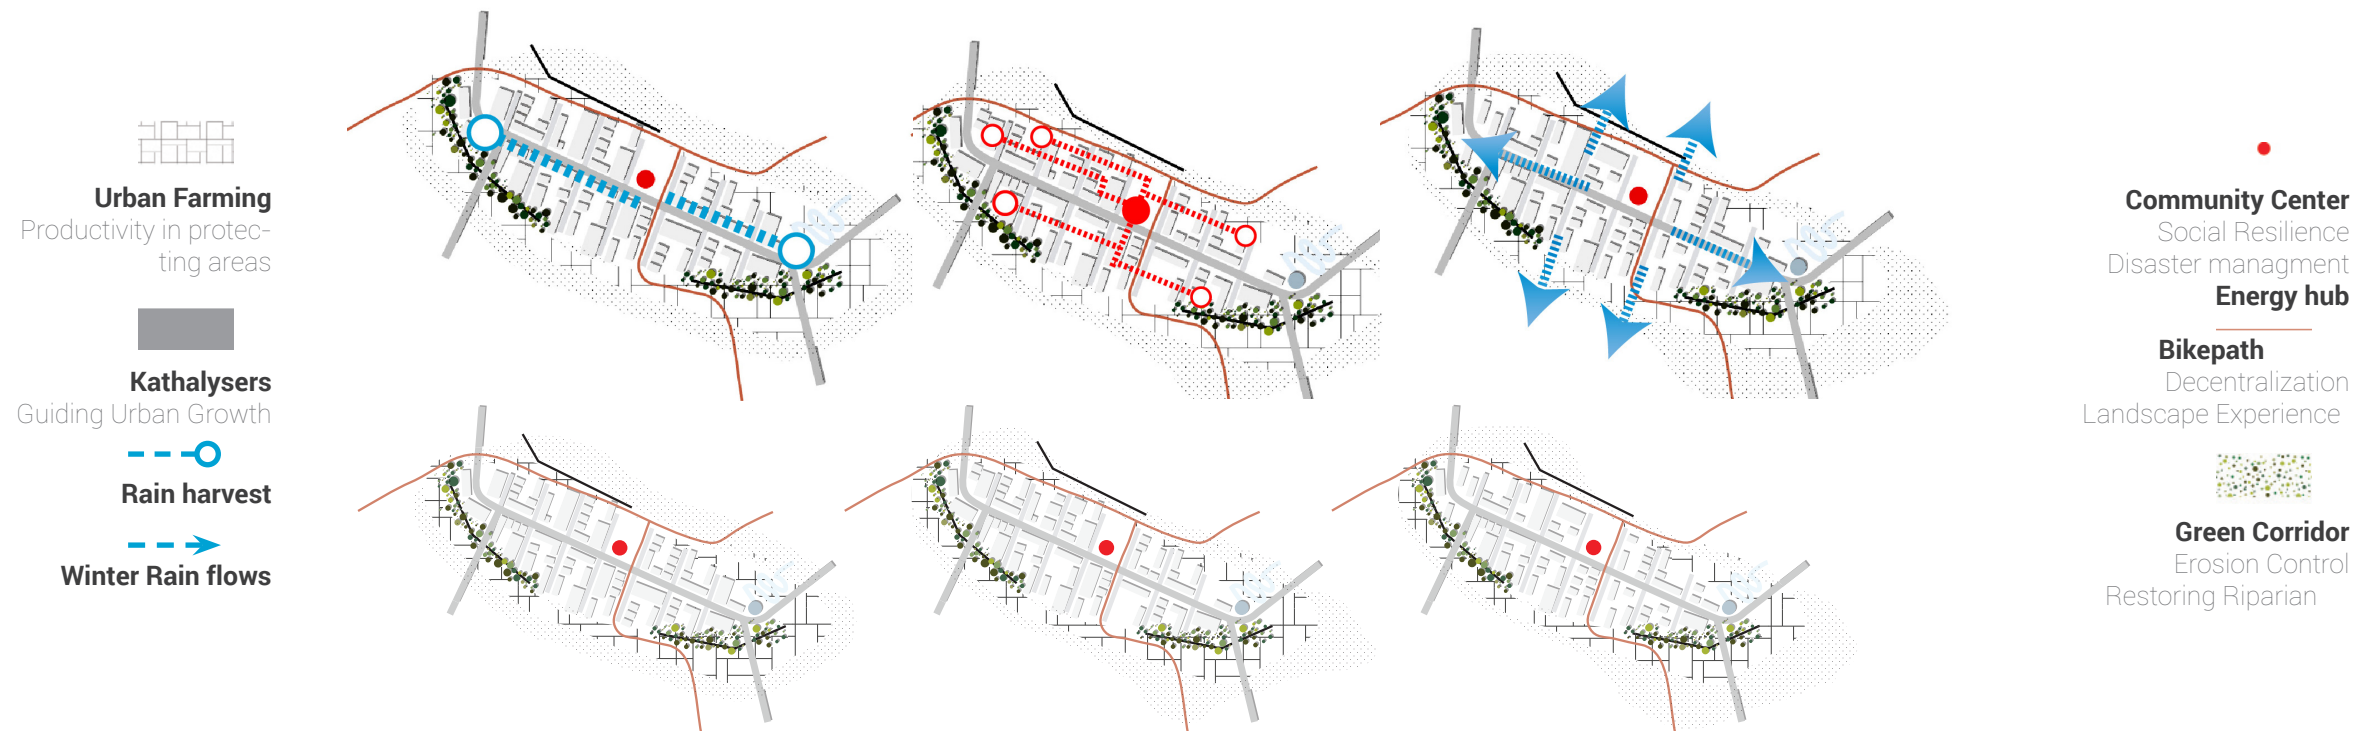 Urban Farming
Productivity in protec-
ting areas
Kathalysers
Guiding Urban Growth
Rain harvest
Winter Rain flows
Community Center
Social Resilience
Disaster managment
Energy hub
Bikepath
Decentralization
Landscape Experience
Green Corridor
Erosion Control
Restoring Riparian